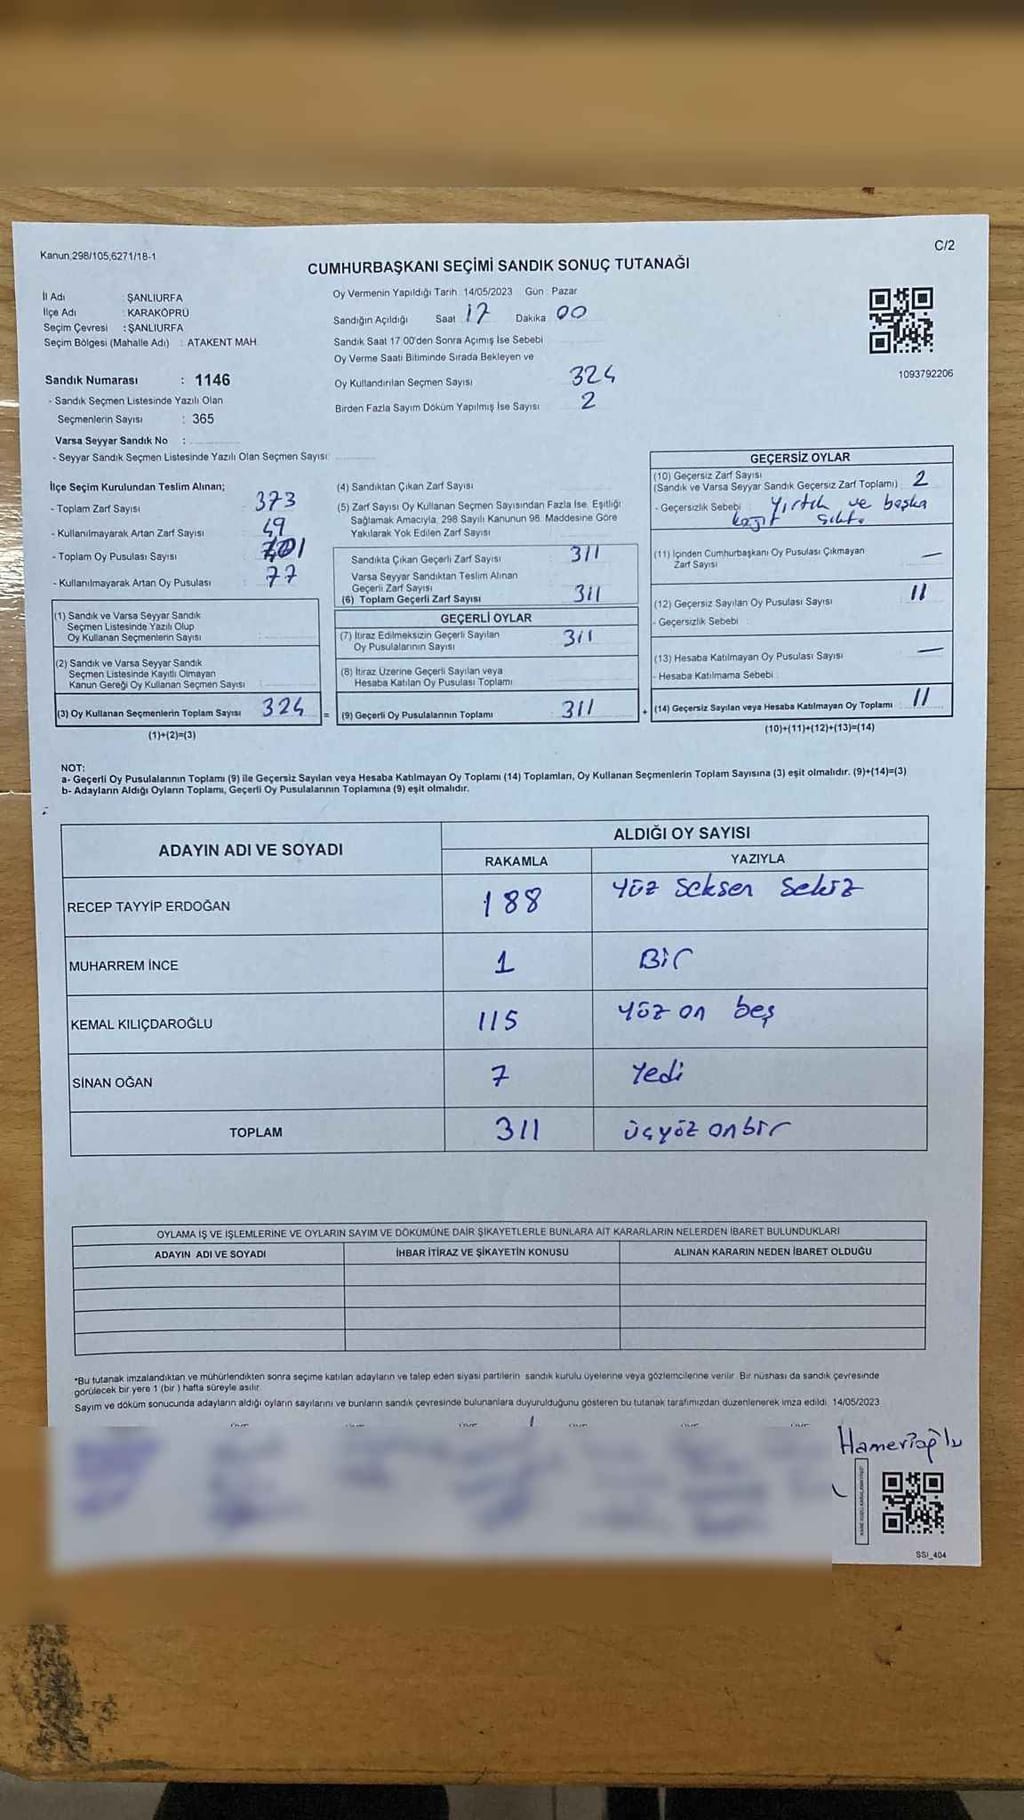 Kanun,298/105,6271/18-1
C/2
CUMHURBAŞKANI SEÇİMİ SANDIK SONUÇ TUTANAĞI
İl Adı : ŞANLIURFA
İlçe Adı : KARAKÖPRÜ
Seçim Çevresi : ŞANLIURFA
Seçim Bölgesi (Mahalle Adı) : ATAKENT MAH.
Sandık Numarası : 1146
- Sandık Seçmen Listesinde Yazılı Olan
Seçmenlerin Sayısı : 365
Varsa Seyyar Sandık No :
- Seyyar Sandık Seçmen Listesinde Yazılı Olan Seçmen Sayısı:
Oy Vermenin Yapıldığı Tarih: 14/05/2023 Gün : Pazar
Sandığın Açıldığı Saat 17 Dakika 00
Sandık Saat 17:00'den Sonra Açımış İse Sebebi
Oy Verme Saati Bitiminde Sırada Bekleyen ve
Oy Kullandırılan Seçmen Sayısı 324
Birden Fazla Sayım Döküm Yapılmış İse Sayısı 2
1093792206
İlçe Seçim Kurulundan Teslim Alınan;
- Toplam Zarf Sayısı 373
- Kullanılmayarak Artan Zarf Sayısı 49
- Toplam Oy Pusulası Sayısı
- Kullanılmayarak Artan Oy Pusulası 77
(1) Sandık ve Varsa Seyyar Sandık
Seçmen Listesinde Yazılı Olup
Oy Kullanan Seçmenlerin Sayısı
(2) Sandık ve Varsa Seyyar Sandık
Seçmen Listesinde Kayıtlı Olmayan
Kanun Gereği Oy Kullanan Seçmen Sayısı
(3) Oy Kullanan Seçmenlerin Toplam Sayısı 324 =
(1)+(2)=(3)
(4) Sandıktan Çıkan Zarf Sayısı
(5) Zarf Sayısı Oy Kullanan Seçmen Sayısından Fazla İse, Eşitliği
Sağlamak Amacıyla, 298 Sayılı Kanunun 98. Maddesine Göre
Yakılarak Yok Edilen Zarf Sayısı
Sandıkta Çıkan Geçerli Zarf Sayısı 311
Varsa Seyyar Sandıktan Teslim Alınan
Geçerli Zarf Sayısı
(6) Toplam Geçerli Zarf Sayısı 311
GEÇERLİ OYLAR
(7) İtiraz Edilmeksizin Geçerli Sayılan
Oy Pusulalarının Sayısı 311
(8) İtiraz Üzerine Geçerli Sayılan veya
Hesaba Katılan Oy Pusulası Toplamı
(9) Geçerli Oy Pusulalarının Toplamı 311 +
GEÇERSİZ OYLAR
(10) Geçersiz Zarf Sayısı
(Sandık ve Varsa Seyyar Sandık Geçersiz Zarf Toplamı) 2
- Geçersizlik Sebebi Yırtık ve başka
kağıt
(11) İçinden Cumhurbaşkanı Oy Pusulası Çıkmayan
Zarf Sayısı —
(12) Geçersiz Sayılan Oy Pusulası Sayısı 11
- Geçersizlik Sebebi :
(13) Hesaba Katılmayan Oy Pusulası Sayısı —
- Hesaba Katılmama Sebebi
(14) Geçersiz Sayılan veya Hesaba Katılmayan Oy Toplamı 11
(10)+(11)+(12)+(13)=(14)
NOT:
a- Geçerli Oy Pusulalarının Toplamı (9) ile Geçersiz Sayılan veya Hesaba Katılmayan Oy Toplamı (14) Toplamları, Oy Kullanan Seçmenlerin Toplam Sayısına (3) eşit olmalıdır. (9)+(14)=(3)
b- Adayların Aldığı Oyların Toplamı, Geçerli Oy Pusulalarının Toplamına (9) eşit olmalıdır.
ADAYIN ADI VE SOYADI ALDIĞI OY SAYISI
RAKAMLA YAZIYLA
RECEP TAYYİP ERDOĞAN 188 Yüz Seksen Sekiz
MUHARREM İNCE 1 Bir
KEMAL KILIÇDAROĞLU 115 Yüz on beş
SİNAN OĞAN 7 Yedi
TOPLAM 311 üçyüz onbir
OYLAMA İŞ VE İŞLEMLERİNE VE OYLARIN SAYIM VE DÖKÜMÜNE DAİR ŞİKAYETLERLE BUNLARA AİT KARARLARIN NELERDEN İBARET BULUNDUKLARI
ADAYIN ADI VE SOYADI İHBAR İTİRAZ VE ŞİKAYETİN KONUSU ALINAN KARARIN NEDEN İBARET OLDUĞU
*Bu tutanak imzalandıktan ve mühürlendikten sonra seçime katılan adayların ve talep eden siyasi partilerin sandık kurulu üyelerine veya gözlemcilerine verilir. Bir nüshası da sandık çevresinde
görülecek bir yere 1 (bir ) hafta süreyle asılır.
Sayım ve döküm sonucunda adayların aldığı oyların sayılarını ve bunların sandık çevresinde bulunanlara duyurulduğunu gösteren bu tutanak tarafımızdan düzenlenerek imza edildi. 14/05/2023
SSİ_404